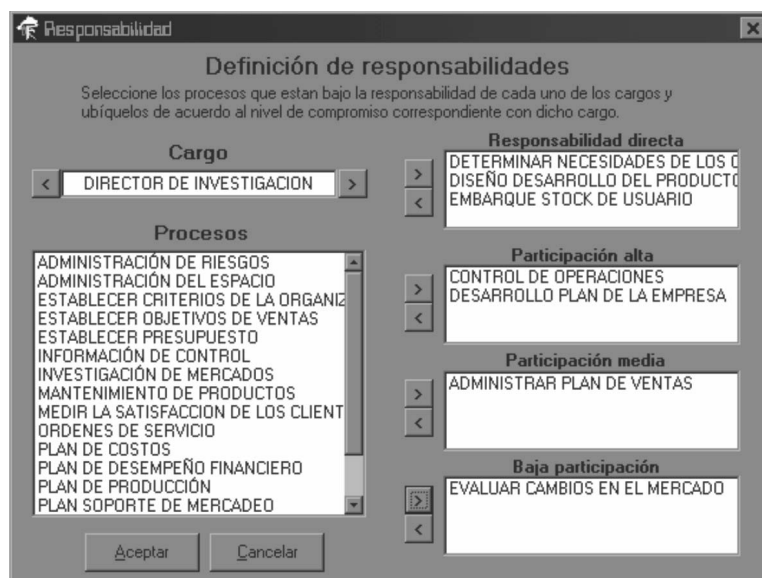 Responsabilidad
Definición de responsabilidades
Seleccione los procesos que estan bajo la responsabilidad de cada uno de los cargos y
ubíquelos de acuerdo al nivel de compromiso correspondiente con dicho cargo.
Cargo
< DIRECTOR DE INVESTIGACION >
Procesos
ADMINISTRACIÓN DE RIESGOS
ADMINISTRACIÓN DEL ESPACIO
ESTABLECER CRITERIOS DE LA ORGANIZ
ESTABLECER OBJETIVOS DE VENTAS
ESTABLECER PRESUPUESTO
INFORMACIÓN DE CONTROL
INVESTIGACIÓN DE MERCADOS
MANTENIMIENTO DE PRODUCTOS
MEDIR LA SATISFACCION DE LOS CLIENT
ORDENES DE SERVICIO
PLAN DE COSTOS
PLAN DE DESEMPEÑO FINANCIERO
PLAN DE PRODUCCIÓN
PLAN SOPORTE DE MERCADEO
Aceptar Cancelar
Responsabilidad directa
>
<
DETERMINAR NECESIDADES DE LOS C
DISEÑO DESARROLLO DEL PRODUCTO
EMBARQUE STOCK DE USUARIO
Participación alta
>
<
CONTROL DE OPERACIONES
DESARROLLO PLAN DE LA EMPRESA
Participación media
>
<
ADMINISTRAR PLAN DE VENTAS
Baja participación
>
<
EVALUAR CAMBIOS EN EL MERCADO